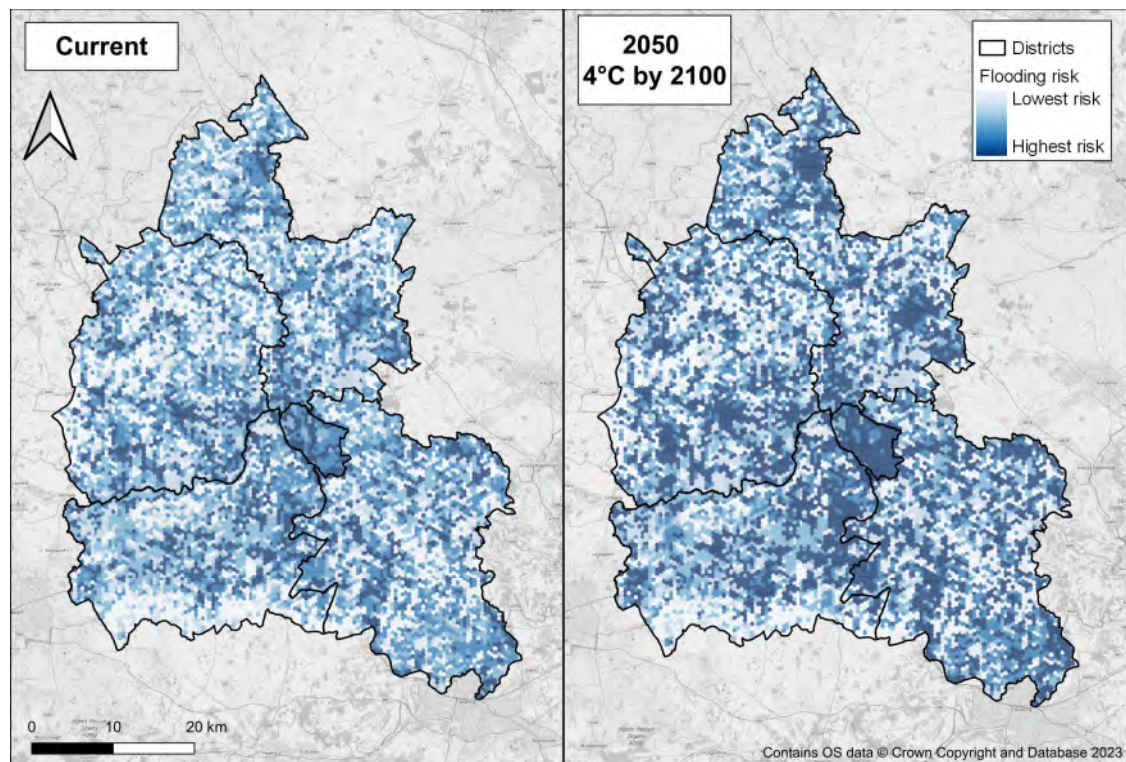 Current
2050
4°C by 2100
Districts
Flooding risk
Lowest risk
Highest risk
0 10 20 km
Contains OS data © Crown Copyright and Database 2023